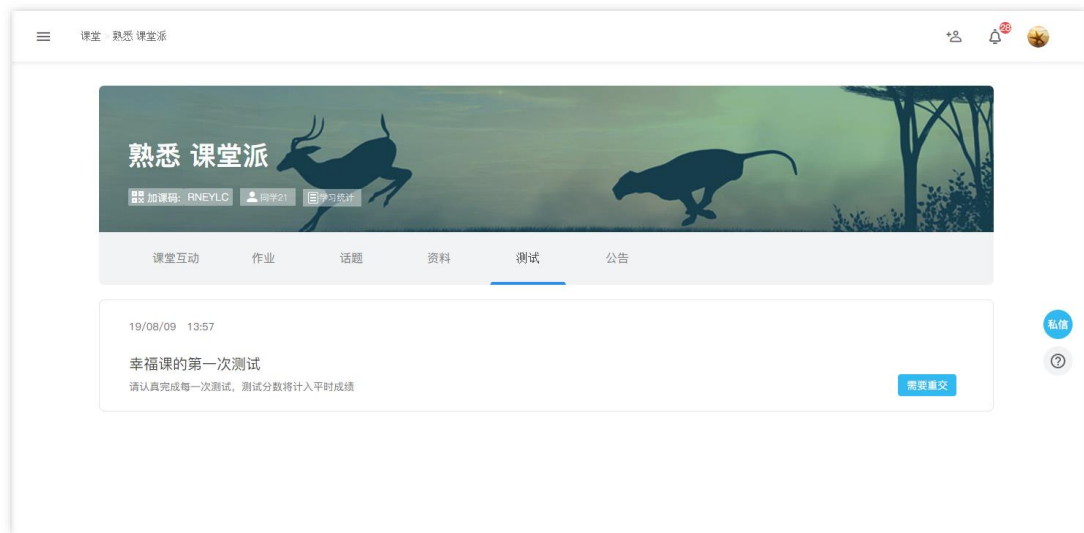 课堂 > 熟悉 课堂派
28
熟悉 课堂派
加课码: RNEYLC 同学21 学习统计
课堂互动 作业 话题 资料 测试 公告
19/08/09 13:57
幸福课的第一次测试
请认真完成每一次测试, 测试分数将计入平时成绩
需要重交
私信